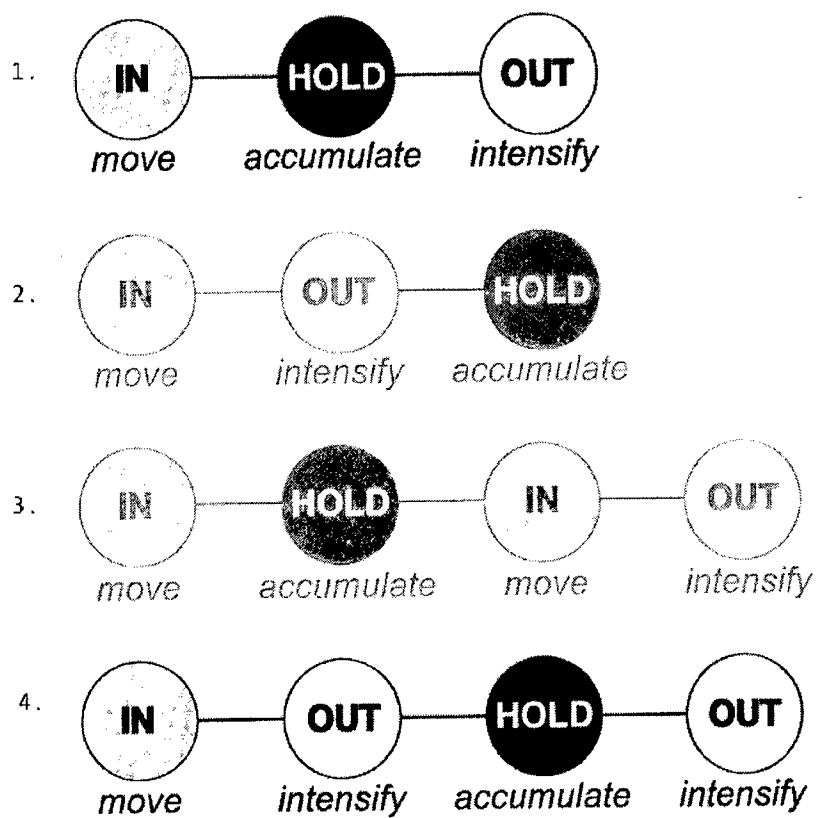 1. IN HOLD OUT
move accumulate intensify
2. IN OUT HOLD
move intensify accumulate
3. IN HOLD IN OUT
move accumulate move intensify
4. IN OUT HOLD OUT
move intensify accumulate intensify